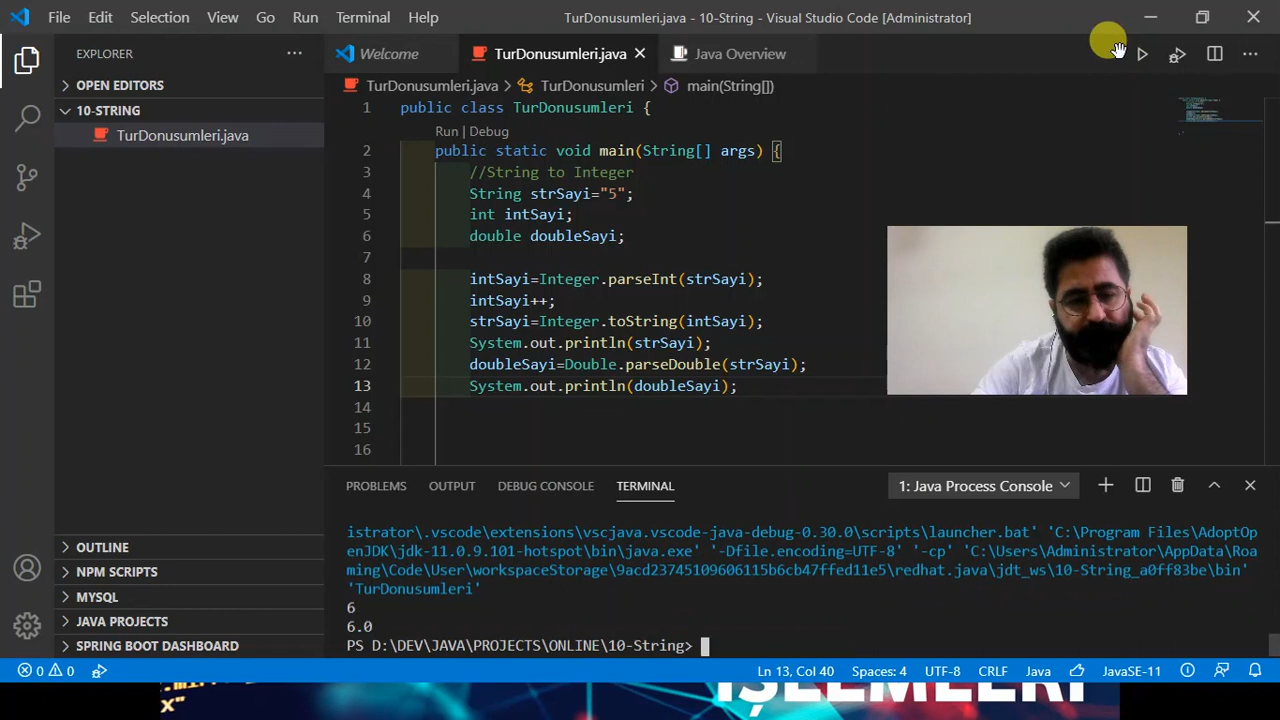 File Edit Selection View Go Run Terminal Help
TurDonusumleri.java - 10-String - Visual Studio Code [Administrator]
EXPLORER
OPEN EDITORS
10-STRING
TurDonusumleri.java
OUTLINE
NPM SCRIPTS
MYSQL
JAVA PROJECTS
SPRING BOOT DASHBOARD
Welcome
TurDonusumleri.java
Java Overview
TurDonusumleri.java > TurDonusumleri > main(String[])
1 public class TurDonusumleri {
Run | Debug
2 public static void main(String[] args) {
3 //String to Integer
4 String strSayi="5";
5 int intSayi;
6 double doubleSayi;
7
8 intSayi=Integer.parseInt(strSayi);
9 intSayi++;
10 strSayi=Integer.toString(intSayi);
11 System.out.println(strSayi);
12 doubleSayi=Double.parseDouble(strSayi);
13 System.out.println(doubleSayi);
14
15
16
PROBLEMS OUTPUT DEBUG CONSOLE TERMINAL
1: Java Process Console
istrator\.vscode\extensions\vscjava.vscode-java-debug-0.30.0\scripts\launcher.bat' 'C:\Program Files\AdoptOp
enJDK\jdk-11.0.9.101-hotspot\bin\java.exe' '-Dfile.encoding=UTF-8' '-cp' 'C:\Users\Administrator\AppData\Roa
ming\Code\User\workspaceStorage\9acd23745109606115b6cb47ffed11e5\redhat.java\jdt_ws\10-String_a0ff83be\bin'
'TurDonusumleri'
6
6.0
PS D:\DEV\JAVA\PROJECTS\ONLINE\10-String>
0 0
Ln 13, Col 40 Spaces: 4 UTF-8 CRLF Java JavaSE-11
İŞLEMLERİ